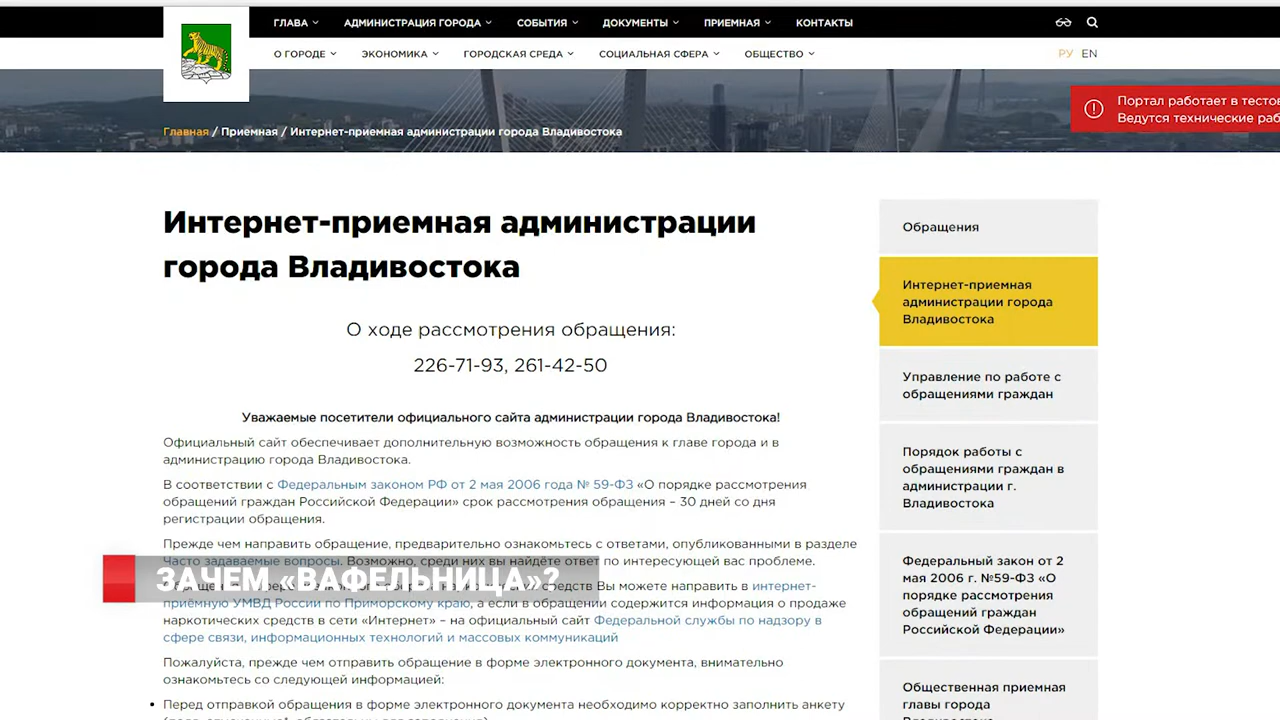 ГЛАВА АДМИНИСТРАЦИЯ ГОРОДА СОБЫТИЯ ДОКУМЕНТЫ ПРИЕМНАЯ КОНТАКТЫ
О ГОРОДЕ ЭКОНОМИКА ГОРОДСКАЯ СРЕДА СОЦИАЛЬНАЯ СФЕРА ОБЩЕСТВО РУ EN
Портал работает в тестов
Ведутся технические раб
Главная / Приемная / Интернет-приемная администрации города Владивостока
Интернет-приемная администрации
города Владивостока
О ходе рассмотрения обращения:
226-71-93, 261-42-50
Уважаемые посетители официального сайта администрации города Владивостока!
Официальный сайт обеспечивает дополнительную возможность обращения к главе города и в
администрацию города Владивостока.
В соответствии с Федеральным законом РФ от 2 мая 2006 года № 59-ФЗ «О порядке рассмотрения
обращений граждан Российской Федерации» срок рассмотрения обращения – 30 дней со дня
регистрации обращения.
Прежде чем направить обращение, предварительно ознакомьтесь с ответами, опубликованными в разделе
Часто задаваемые вопросы. Возможно, среди них вы найдёте ответ по интересующей вас проблеме.
ЗАЧЕМ «ВАФЕЛЬНИЦА»?
средств Вы можете направить в интернет-
приёмную УМВД России по Приморскому краю, а если в обращении содержится информация о продаже
наркотических средств в сети «Интернет» – на официальный сайт Федеральной службы по надзору в
сфере связи, информационных технологий и массовых коммуникаций
Пожалуйста, прежде чем отправить обращение в форме электронного документа, внимательно
ознакомьтесь со следующей информацией:
• Перед отправкой обращения в форме электронного документа необходимо корректно заполнить анкету
Обращения
Интернет-приемная
администрации города
Владивостока
Управление по работе с
обращениями граждан
Порядок работы с
обращениями граждан в
администрации г.
Владивостока
Федеральный закон от 2
мая 2006 г. №59-ФЗ «О
порядке рассмотрения
обращений граждан
Российской Федерации»
Общественная приемная
главы города